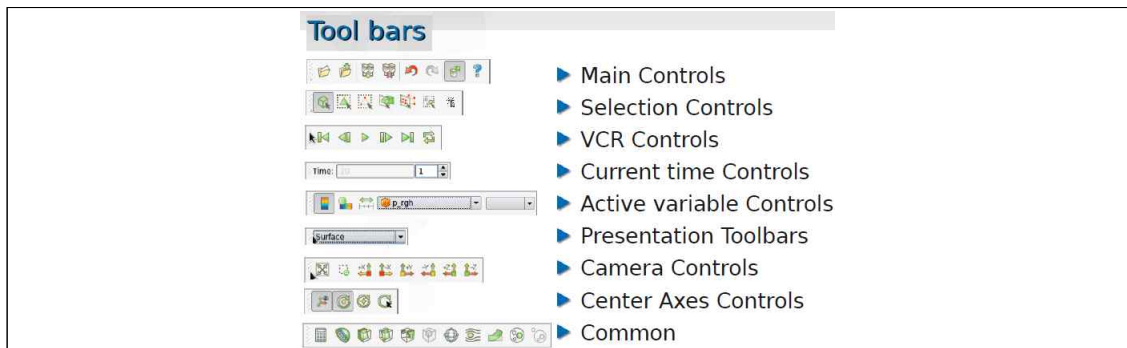 Tool bars
Main Controls
Selection Controls
VCR Controls
Time:
1
Current time Controls
p_rgh
Active variable Controls
Surface
Presentation Toolbars
Camera Controls
Center Axes Controls
Common